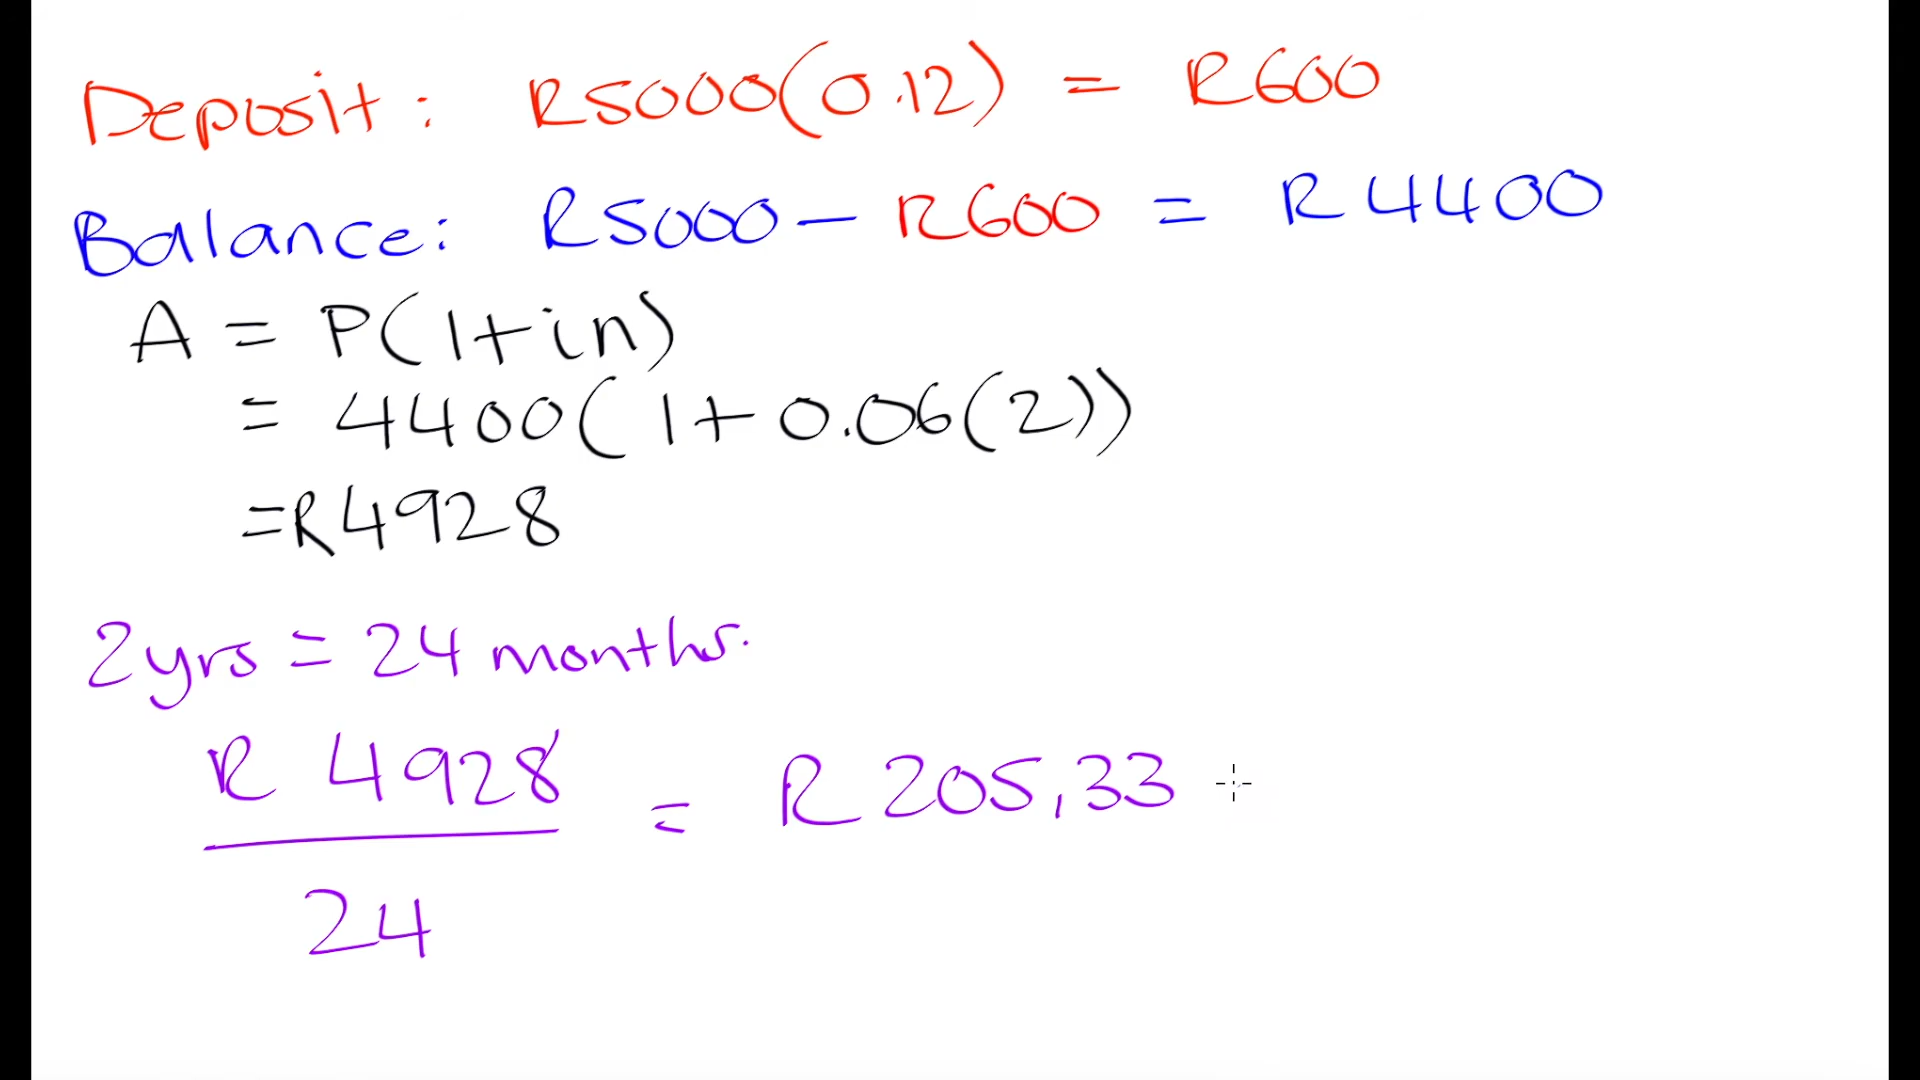 Deposit: R5000(0.12) = R600
Balance: R5000 - R600 = R4400
A = P(1+in)
= 4400(1+0.06(2))
=R4928
2yrs = 24 months.
R 4928
24
= R 205,33